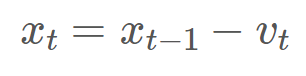 x_t = x_{t-1} − v_t